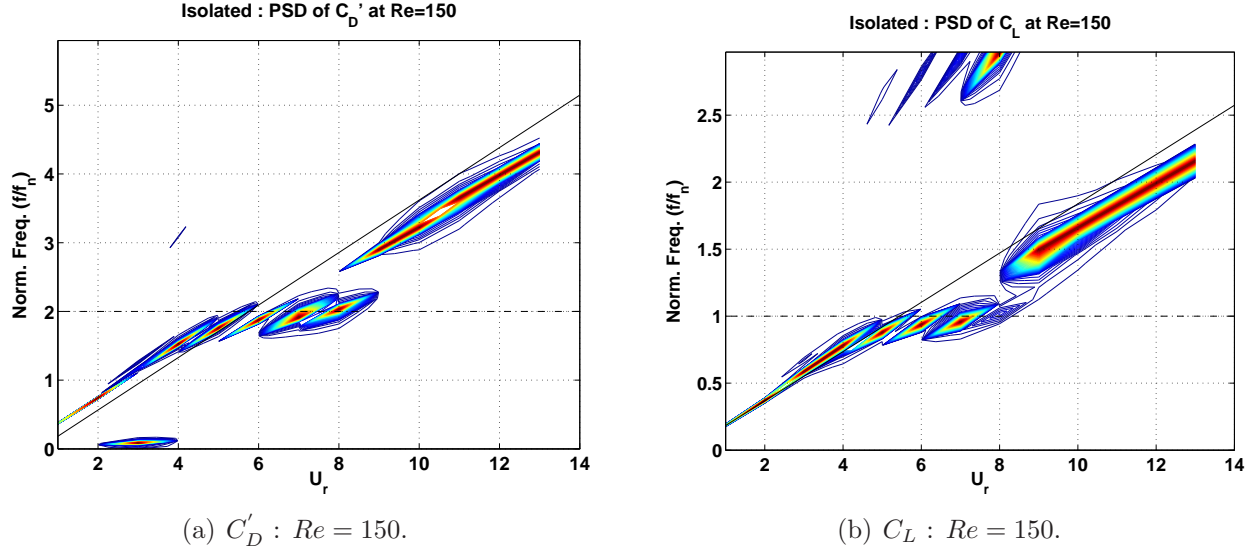 Isolated : PSD of C_D' at Re=150
Norm. Freq. (f/f_n)
5
4
3
2
1
0
2 4 6 8 10 12 14
U_r
(a) C_D' : Re = 150.
Isolated : PSD of C_L at Re=150
Norm. Freq. (f/f_n)
2.5
2
1.5
1
0.5
0
2 4 6 8 10 12 14
U_r
(b) C_L : Re = 150.